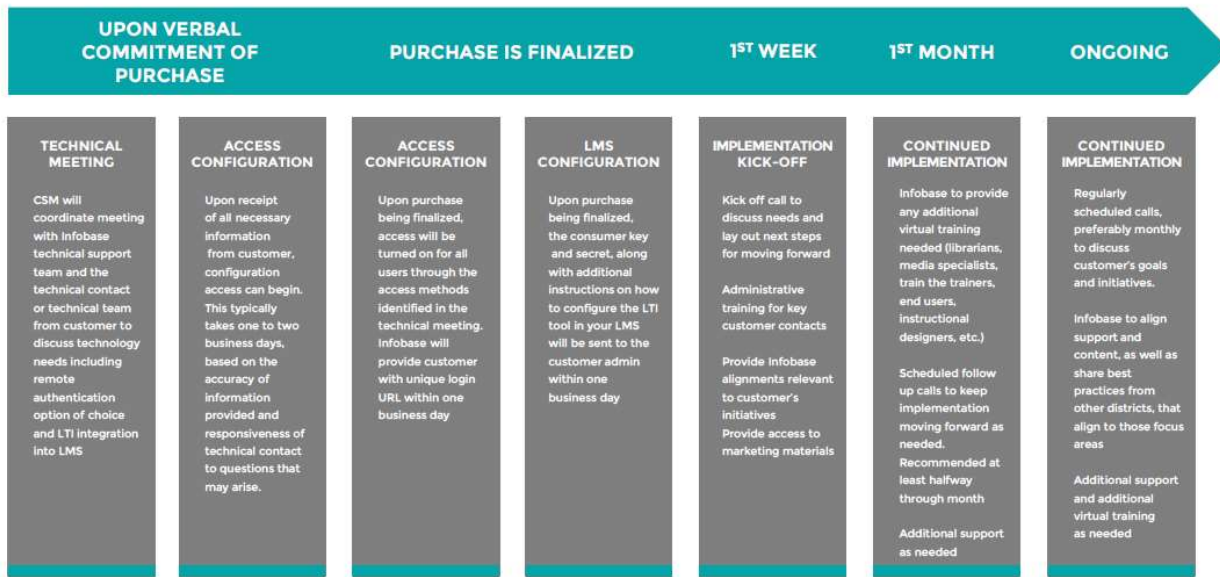 UPON VERBAL
COMMITMENT OF
PURCHASE
PURCHASE IS FINALIZED
1ST WEEK
1ST MONTH
ONGOING
TECHNICAL
MEETING
CSM will
coordinate meeting
with Infobase
technical support
team and the
technical contact
or technical team
from customer to
discuss technology
needs including
remote
authentication
option of choice
and LTI integration
into LMS
ACCESS
CONFIGURATION
Upon receipt
of all necessary
information
from customer,
configuration
access can begin.
This typically
takes one to two
business days,
based on the
accuracy of
information
provided and
responsiveness of
technical contact
to questions that
may arise.
ACCESS
CONFIGURATION
Upon purchase
being finalized,
access will be
turned on for all
users through the
access methods
identified in the
technical meeting.
Infobase will
provide customer
with unique login
URL within one
business day
LMS
CONFIGURATION
Upon purchase
being finalized,
the consumer key
and secret, along
with additional
instructions on how
to configure the LTI
tool in your LMS
will be sent to the
customer admin
within one
business day
IMPLEMENTATION
KICK-OFF
Kick off call to
discuss needs and
lay out next steps
for moving forward
Administrative
training for key
customer contacts
Provide Infobase
alignments relevant
to customer's
initiatives
Provide access to
marketing materials
CONTINUED
IMPLEMENTATION
Infobase to provide
any additional
virtual training
needed (librarians,
media specialists,
train the trainers,
end users,
instructional
designers, etc.)
Scheduled follow
up calls to keep
implementation
moving forward as
needed.
Recommended at
least halfway
through month
Additional support
as needed
CONTINUED
IMPLEMENTATION
Regularly
scheduled calls,
preferably monthly
to discuss
customer's goals
and initiatives.
Infobase to align
support and
content, as well as
share best
practices from
other districts, that
align to those focus
areas
Additional support
and additional
virtual training
as needed